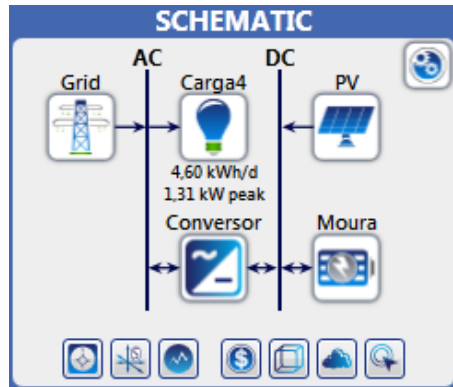 SCHEMATIC
AC DC
Grid Carga4 PV
4,60 kWh/d
1,31 kW peak
Conversor Moura